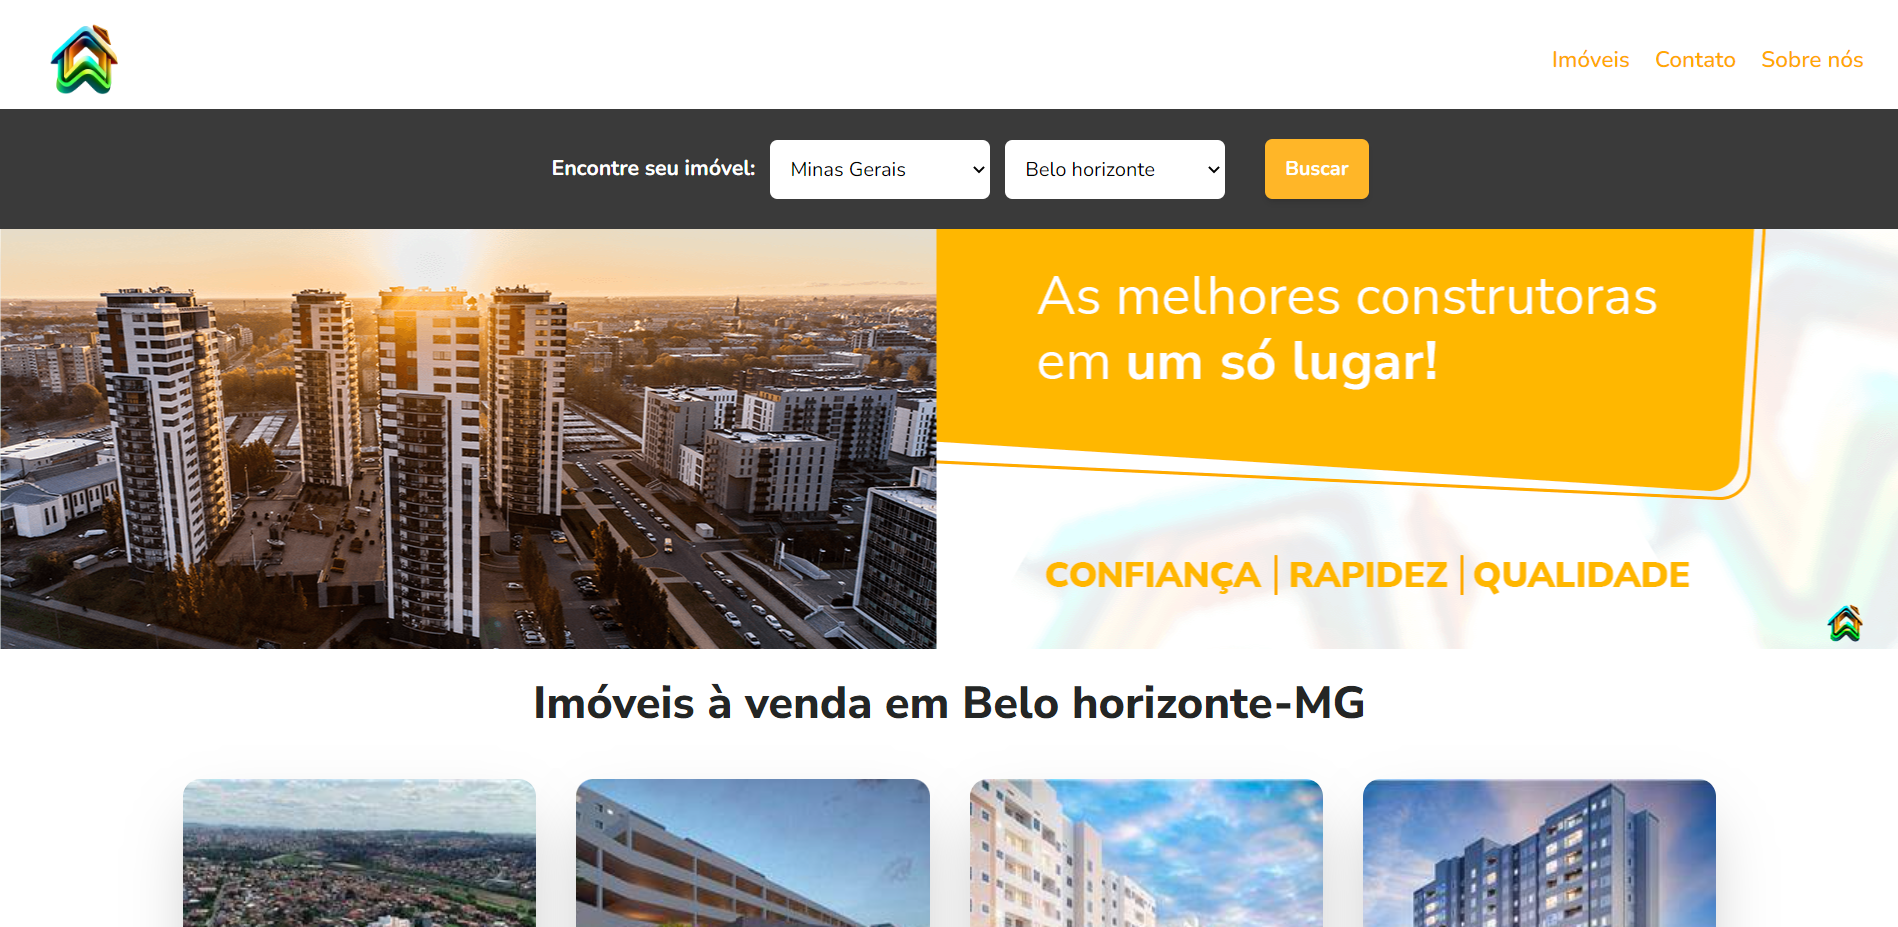 Imóveis Contato Sobre nós
Encontre seu imóvel: Minas Gerais Belo horizonte Buscar
As melhores construtoras
em um só lugar!
CONFIANÇA | RAPIDEZ | QUALIDADE
Imóveis à venda em Belo horizonte-MG